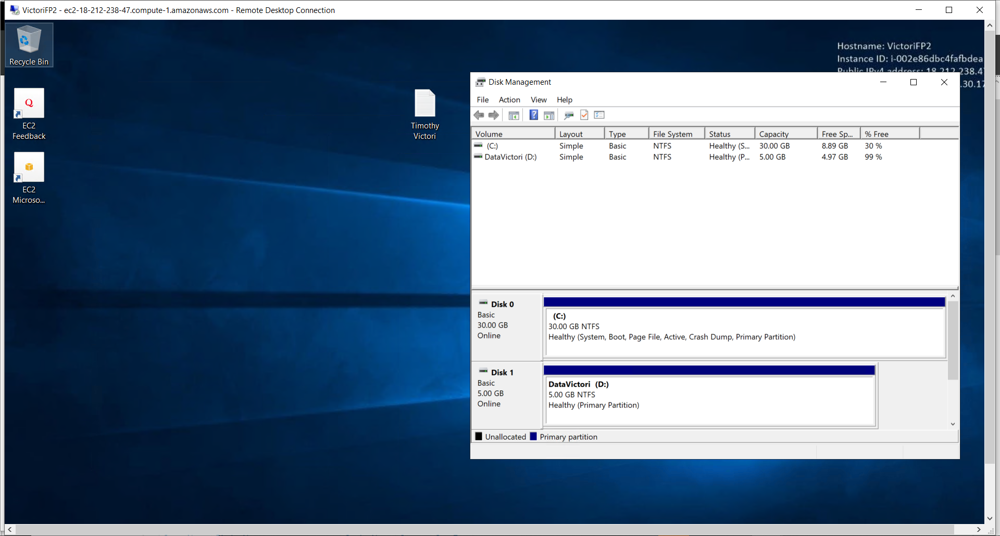 VictoriFP2 - ec2-18-212-238-47.compute-1.amazonaws.com - Remote Desktop Connection
Recycle Bin
Hostname: VictoriFP2
Instance ID: i-002e86dbc4fafbdea
Public IPv4 address: 18.212.238.47
.30.17
Q
EC2
Feedback
EC2
Microso...
Timothy
Victori
Disk Management
File Action View Help
Volume Layout Type File System Status Capacity Free Sp... % Free
(C:) Simple Basic NTFS Healthy (S... 30.00 GB 8.89 GB 30 %
DataVictori (D:) Simple Basic NTFS Healthy (P... 5.00 GB 4.97 GB 99 %
Disk 0
Basic
30.00 GB
Online
(C:)
30.00 GB NTFS
Healthy (System, Boot, Page File, Active, Crash Dump, Primary Partition)
Disk 1
Basic
5.00 GB
Online
DataVictori (D:)
5.00 GB NTFS
Healthy (Primary Partition)
Unallocated Primary partition